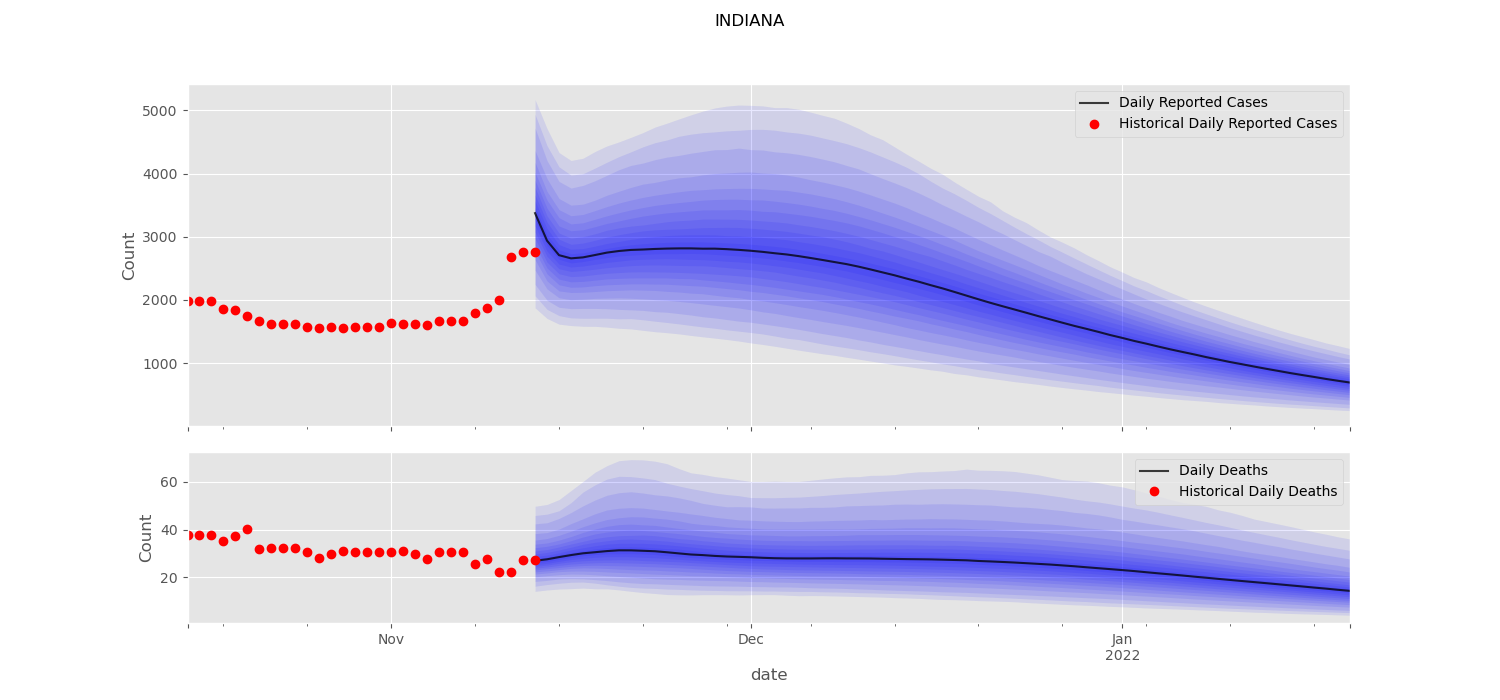 INDIANA
Daily Reported Cases
Historical Daily Reported Cases
5000
4000
3000
2000
1000
Count
Daily Deaths
Historical Daily Deaths
60
40
20
Count
Nov
Dec
Jan
2022
date